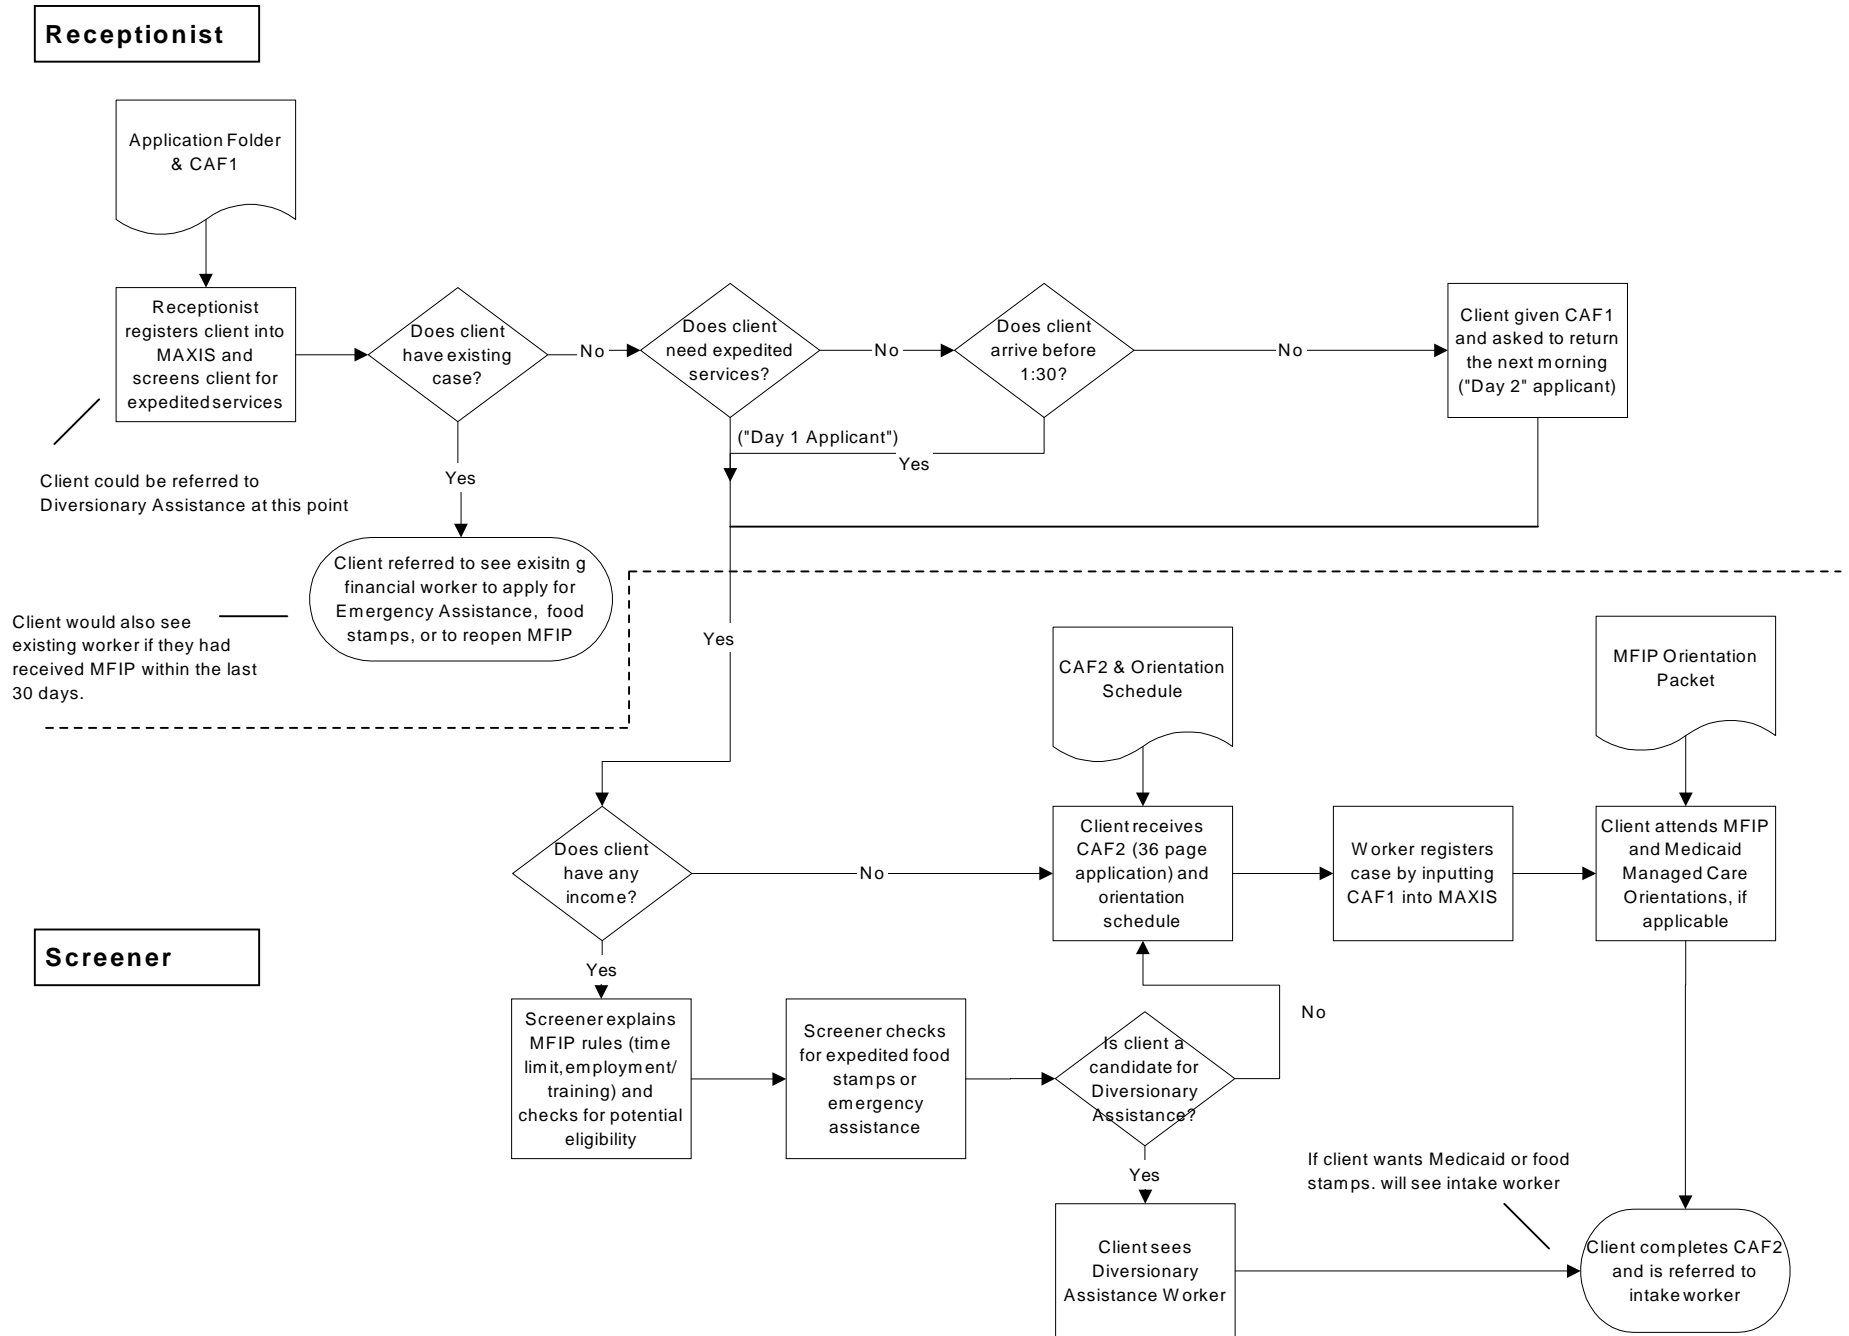 Receptionist
Application Folder
& CAF1
Receptionist
registers client into
MAXIS and
screens client for
expedited services
Does client
have existing
case?
No
Does client
need expedited
services?
No
Does client
arrive before
1:30?
No
Client given CAF1
and asked to return
the next morning
("Day 2" applicant)
("Day 1 Applicant")
Yes
Yes
Client could be referred to
Diversionary Assistance at this point
Client referred to see exisitn g
financial worker to apply for
Emergency Assistance, food
stamps, or to reopen MFIP
Client would also see
existing worker if they had
received MFIP within the last
30 days.
Yes
CAF2 & Orientation
Schedule
MFIP Orientation
Packet
Does client
have any
income?
No
Client receives
CAF2 (36 page
application) and
orientation
schedule
Worker registers
case by inputting
CAF1 into MAXIS
Client attends MFIP
and Medicaid
Managed Care
Orientations, if
applicable
Screener
Yes
Screener explains
MFIP rules (time
limit, employment/
training) and
checks for potential
eligibility
Screener checks
for expedited food
stamps or
emergency
assistance
Is client a
candidate for
Diversionary
Assistance?
No
Yes
If client wants Medicaid or food
stamps. will see intake worker
Client sees
Diversionary
Assistance Worker
Client completes CAF2
and is referred to
intake worker